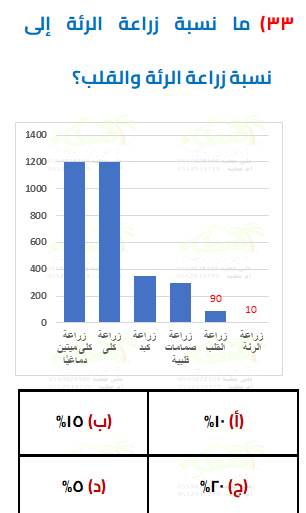 ٣٣) ما نسبة زراعة الرئة إلى
نسبة زراعة الرئة والقلب؟
1400
1200
1000
800
600
400
200
0
90
10
زراعة كلى ميتين دماغيًا
زراعة كلى
زراعة كبد
زراعة صمامات قلبية
زراعة القلب
زراعة الرئة
(أ) ١٠%
(ب) ١٥%
(ج) ٢٠%
(د) ٥%